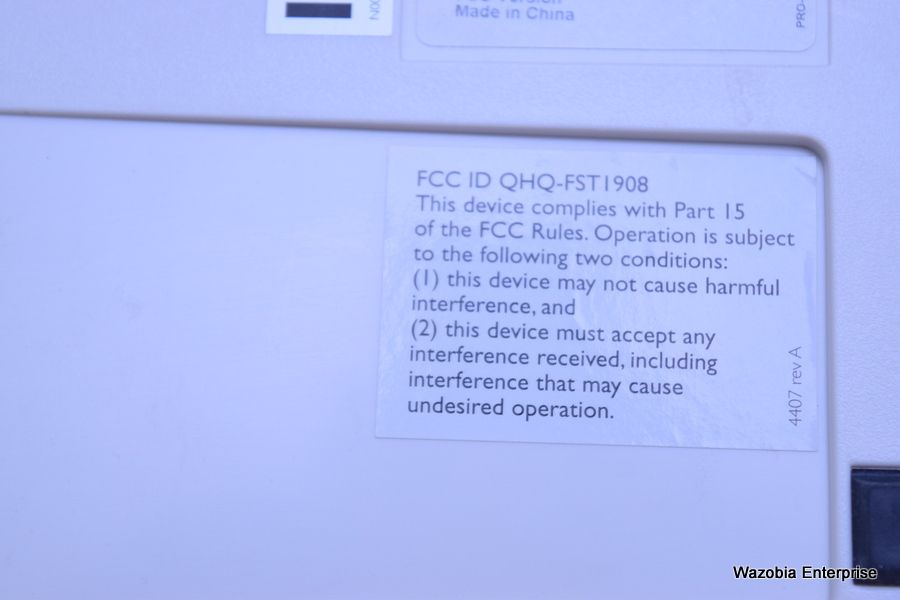 Made in China
PRO-
FCC ID QHQ-FST1908
This device complies with Part 15
of the FCC Rules. Operation is subject
to the following two conditions:
(1) this device may not cause harmful
interference, and
(2) this device must accept any
interference received, including
interference that may cause
undesired operation.
4407 rev A
Wazobia Enterprise